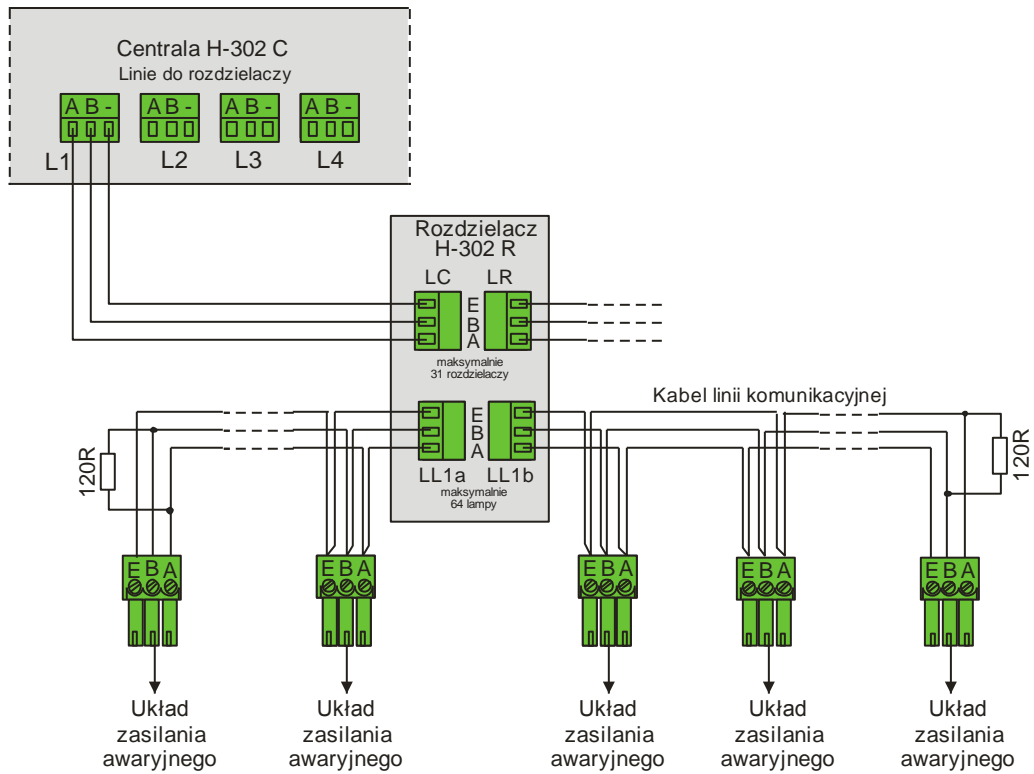 Centrala H-302 C
Linie do rozdzielaczy
A B -
A B -
A B -
A B -
L1
L2
L3
L4
Rozdzielacz
H-302 R
LC
LR
E
B
A
maksymalnie
31 rozdzielaczy
Kabel linii komunikacyjnej
E
B
A
LL1a
LL1b
maksymalnie
64 lampy
120R
120R
E B A
E B A
E B A
E B A
E B A
Układ
zasilania
awaryjnego
Układ
zasilania
awaryjnego
Układ
zasilania
awaryjnego
Układ
zasilania
awaryjnego
Układ
zasilania
awaryjnego